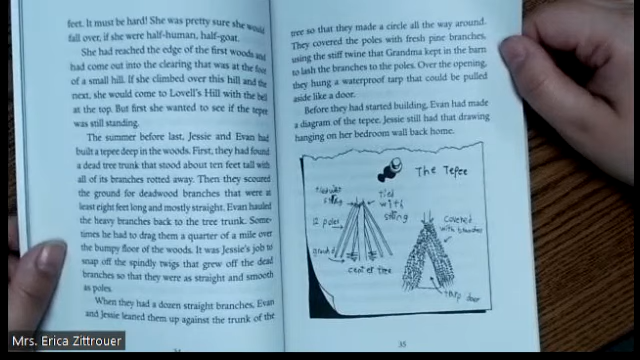 feet. It must be hard! She was pretty sure she would
fall over, if she were half-human, half-goat.
She had reached the edge of the first woods and
had come out into the clearing that was at the foot
of a small hill. If she climbed over this hill and the
next, she would come to Lovell's Hill with the bell
at the top. But first she wanted to see if the tepee
was still standing.
The summer before last, Jessie and Evan had
built a tepee deep in the woods. First, they had found
a dead tree trunk that stood about ten feet tall with
all of its branches rotted away. Then they scoured
the ground for deadwood branches that were at
least eight feet long and mostly straight. Evan hauled
the heavy branches back to the tree trunk. Some-
times he had to drag them a quarter of a mile over
the bumpy floor of the woods. It was Jessie's job to
snap off the spindly twigs that grew off the dead
branches so that they were as straight and smooth
as poles.
When they had a dozen straight branches, Evan
and Jessie leaned them up against the trunk of the
tree so that they made a circle all the way around.
They covered the poles with fresh pine branches,
using the stiff twine that Grandma kept in the barn
to lash the branches to the poles. Over the opening,
they hung a waterproof tarp that could be pulled
aside like a door.
Before they had started building, Evan had made
a diagram of the tepee. Jessie still had that drawing
hanging on her bedroom wall back home.
The Tepee
Tied
with
string
12 poles
ground
center tree
Covered
with branches
tarp door
35
Mrs. Erica Zittrouer